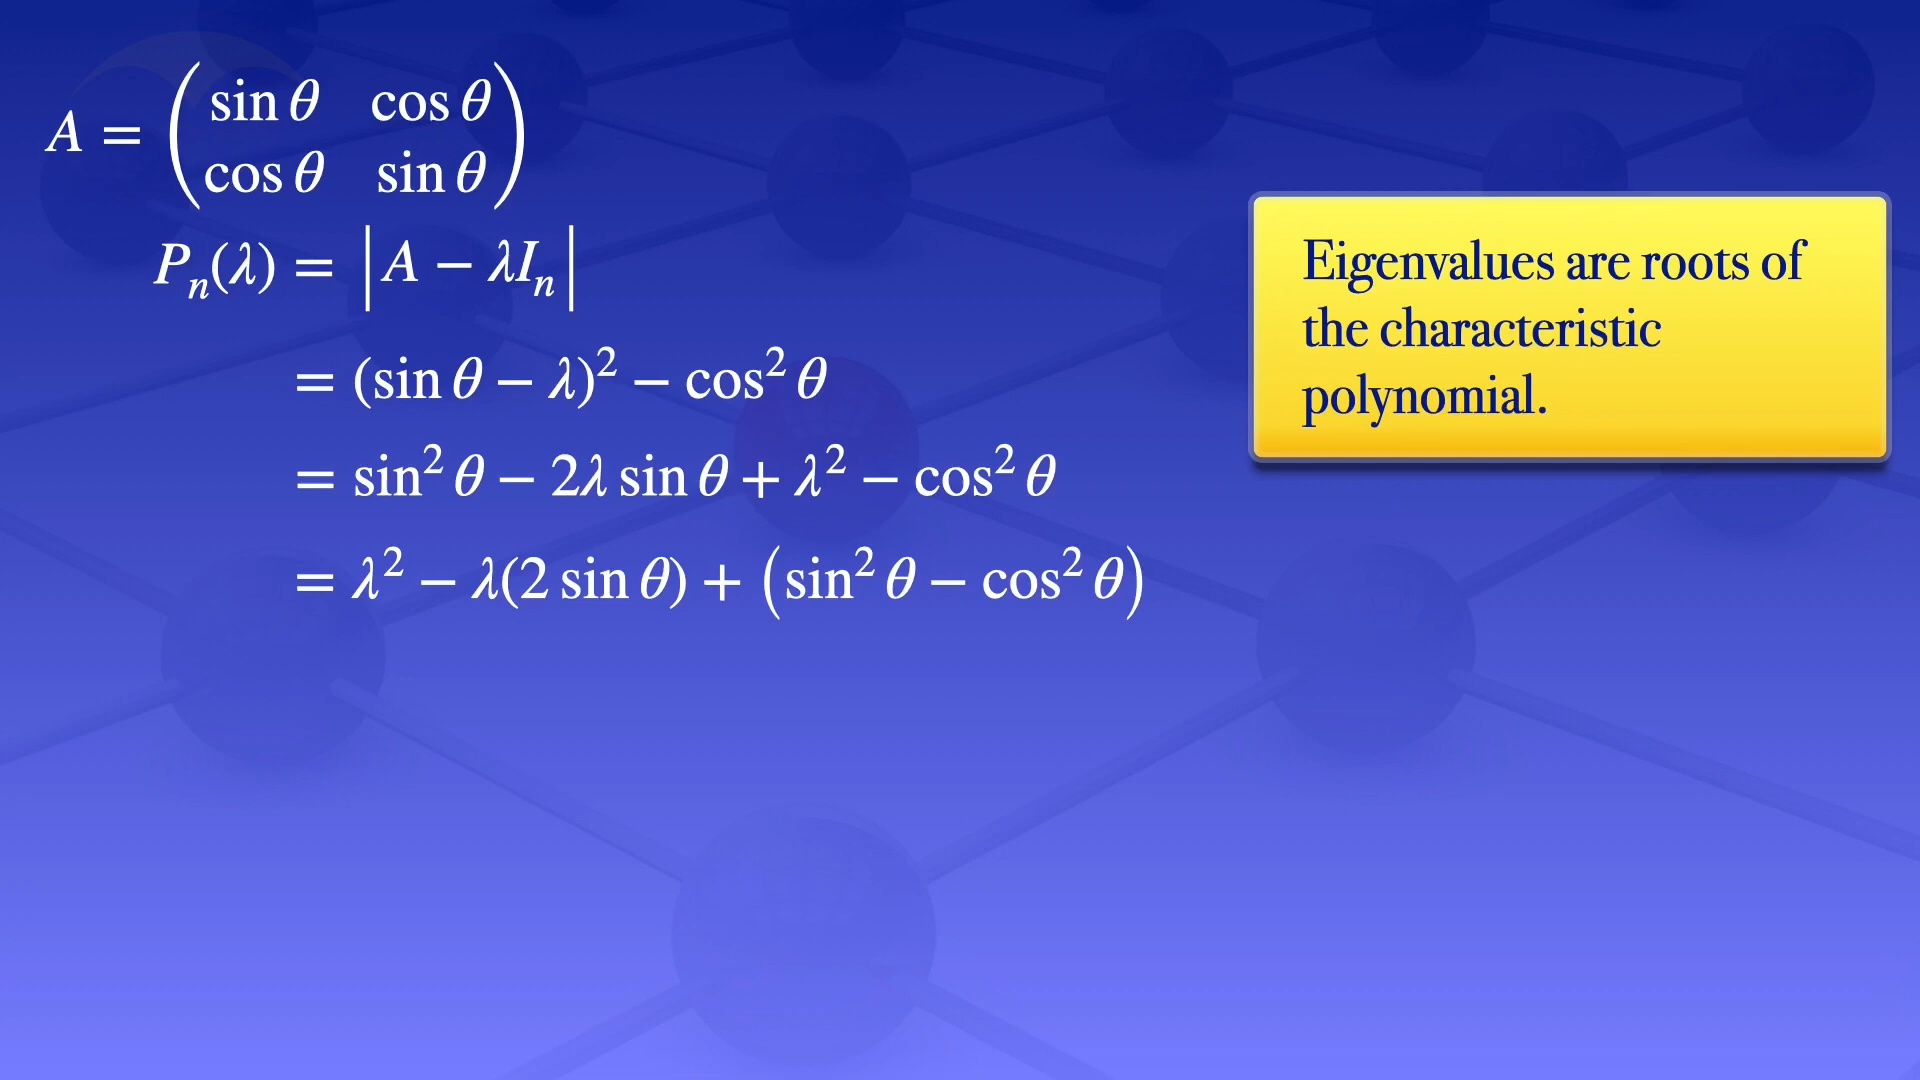 A = (sin θ cos θ
cos θ sin θ)
Pₙ(λ) = |A − λIₙ|
= (sin θ − λ)² − cos² θ
= sin² θ − 2λ sin θ + λ² − cos² θ
= λ² − λ(2 sin θ) + (sin² θ − cos² θ)
Eigenvalues are roots of
the characteristic
polynomial.